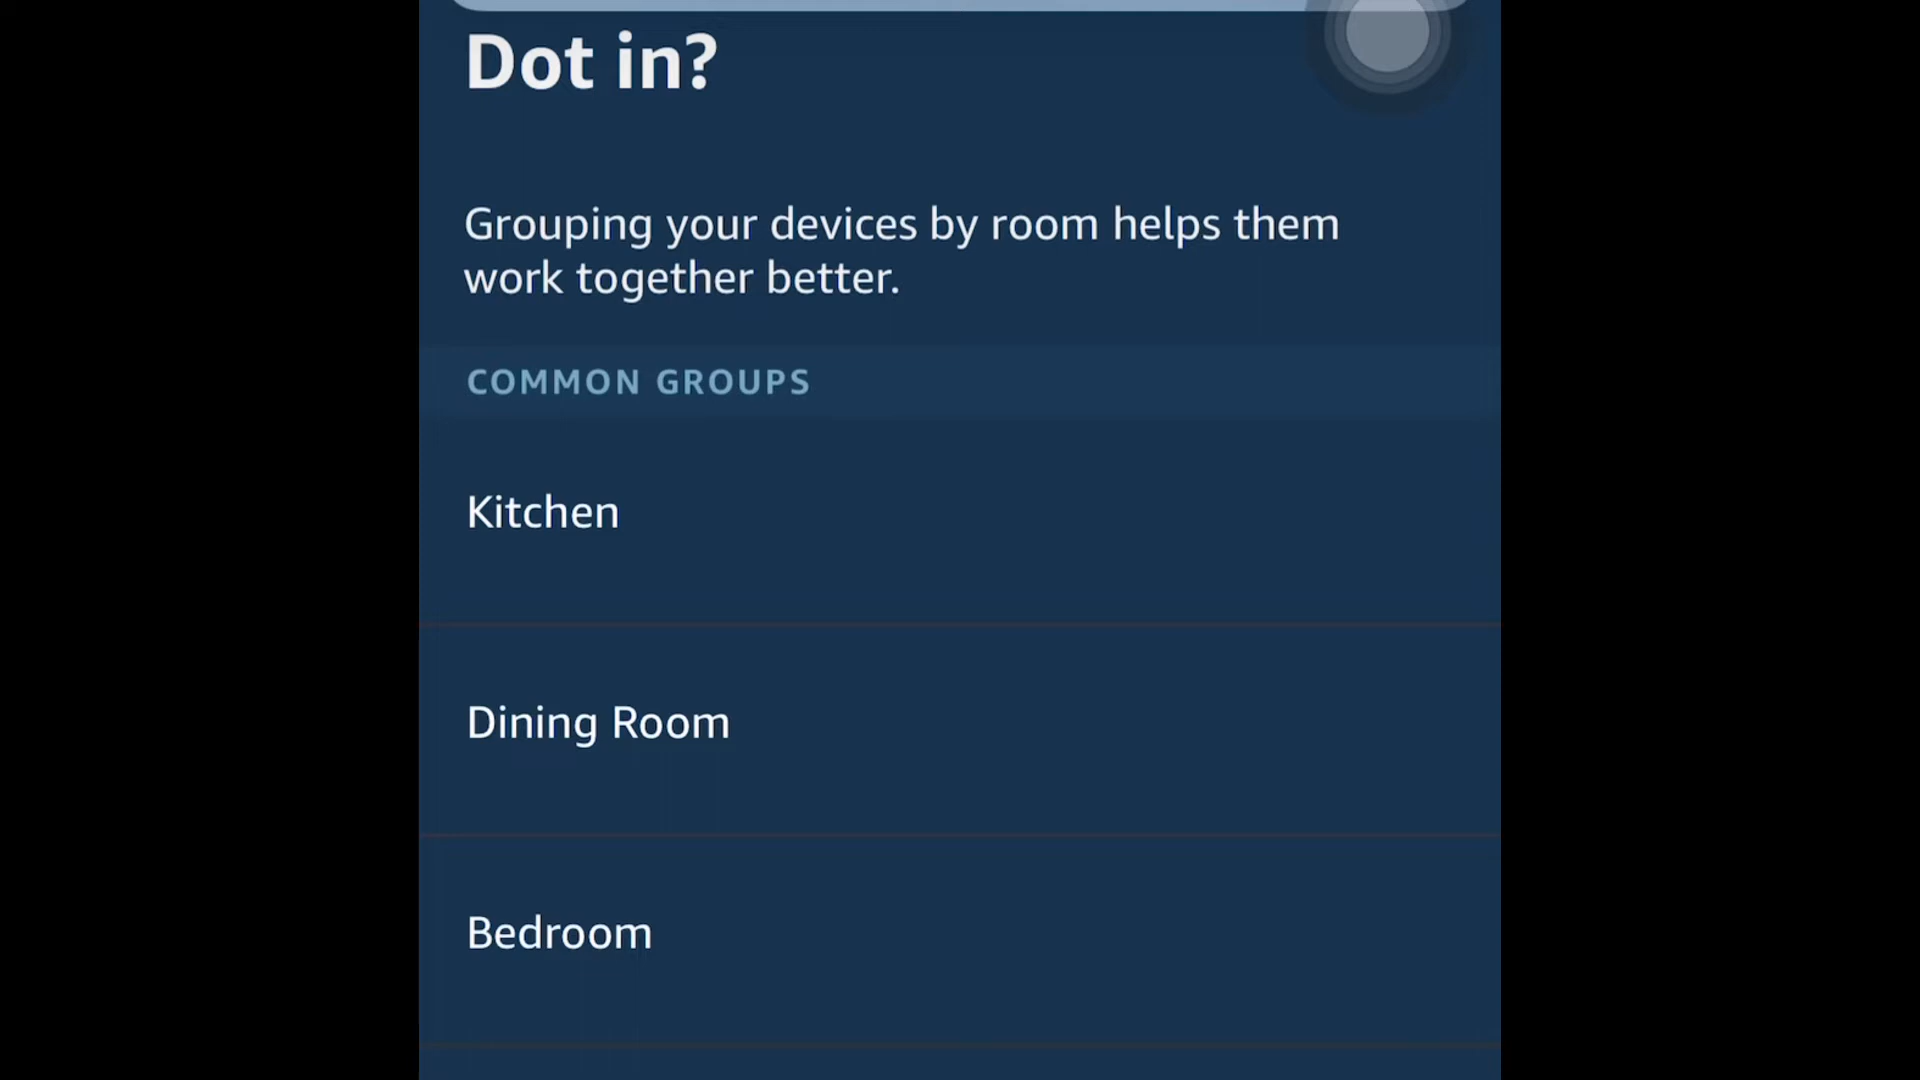 Dot in?
Grouping your devices by room helps them
work together better.
COMMON GROUPS
Kitchen
Dining Room
Bedroom